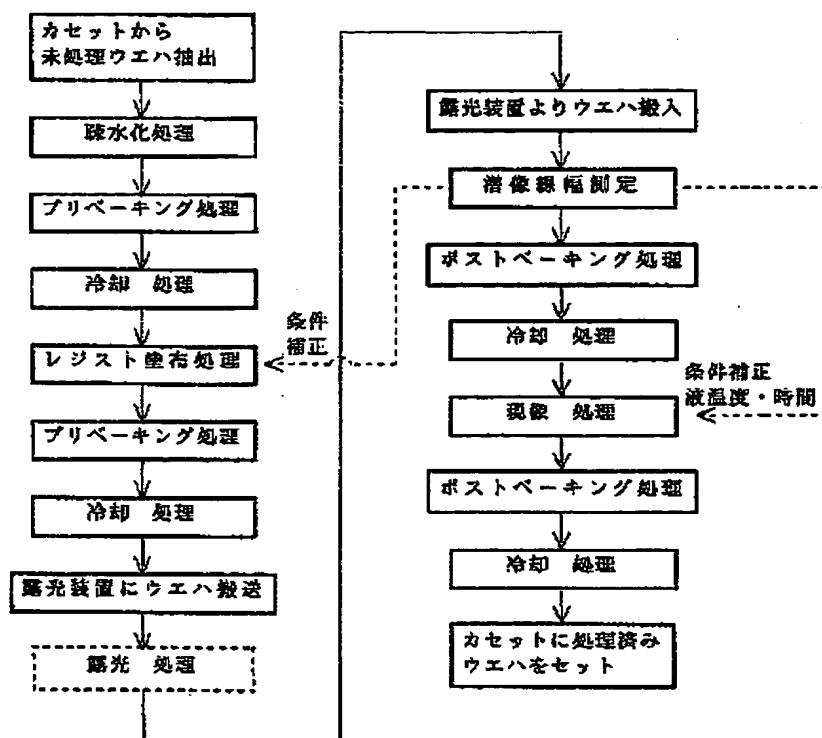 カセットから
未処理ウエハ抽出
疎水化処理
プリベーキング処理
冷却 処理
レジスト塗布処理
プリベーキング処理
冷却 処理
露光装置にウエハ搬送
露光 処理
条件
補正
露光装置よりウエハ搬入
潜像線幅測定
ポストベーキング処理
冷却 処理
条件補正
液温度・時間
現像 処理
ポストベーキング処理
冷却 処理
カセットに処理済み
ウエハをセット